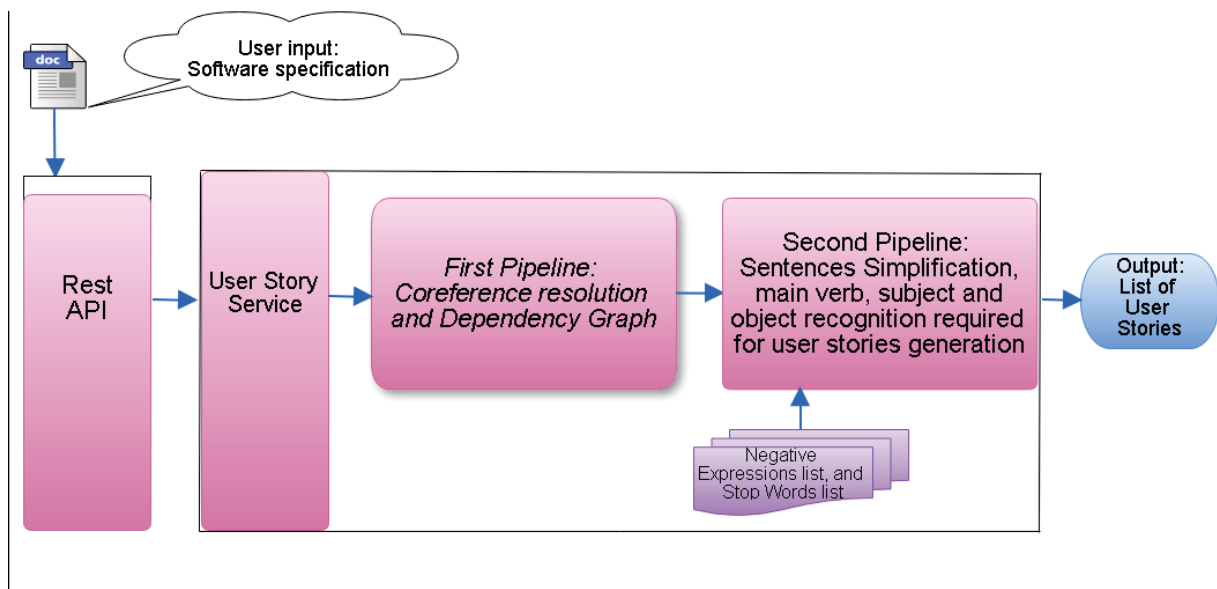 User input:
Software specification
doc
Rest
API
User Story
Service
First Pipeline:
Coreference resolution
and Dependency Graph
Second Pipeline:
Sentences Simplification,
main verb, subject and
object recognition required
for user stories generation
Negative
Expressions list, and
Stop Words list
Output:
List of
User
Stories